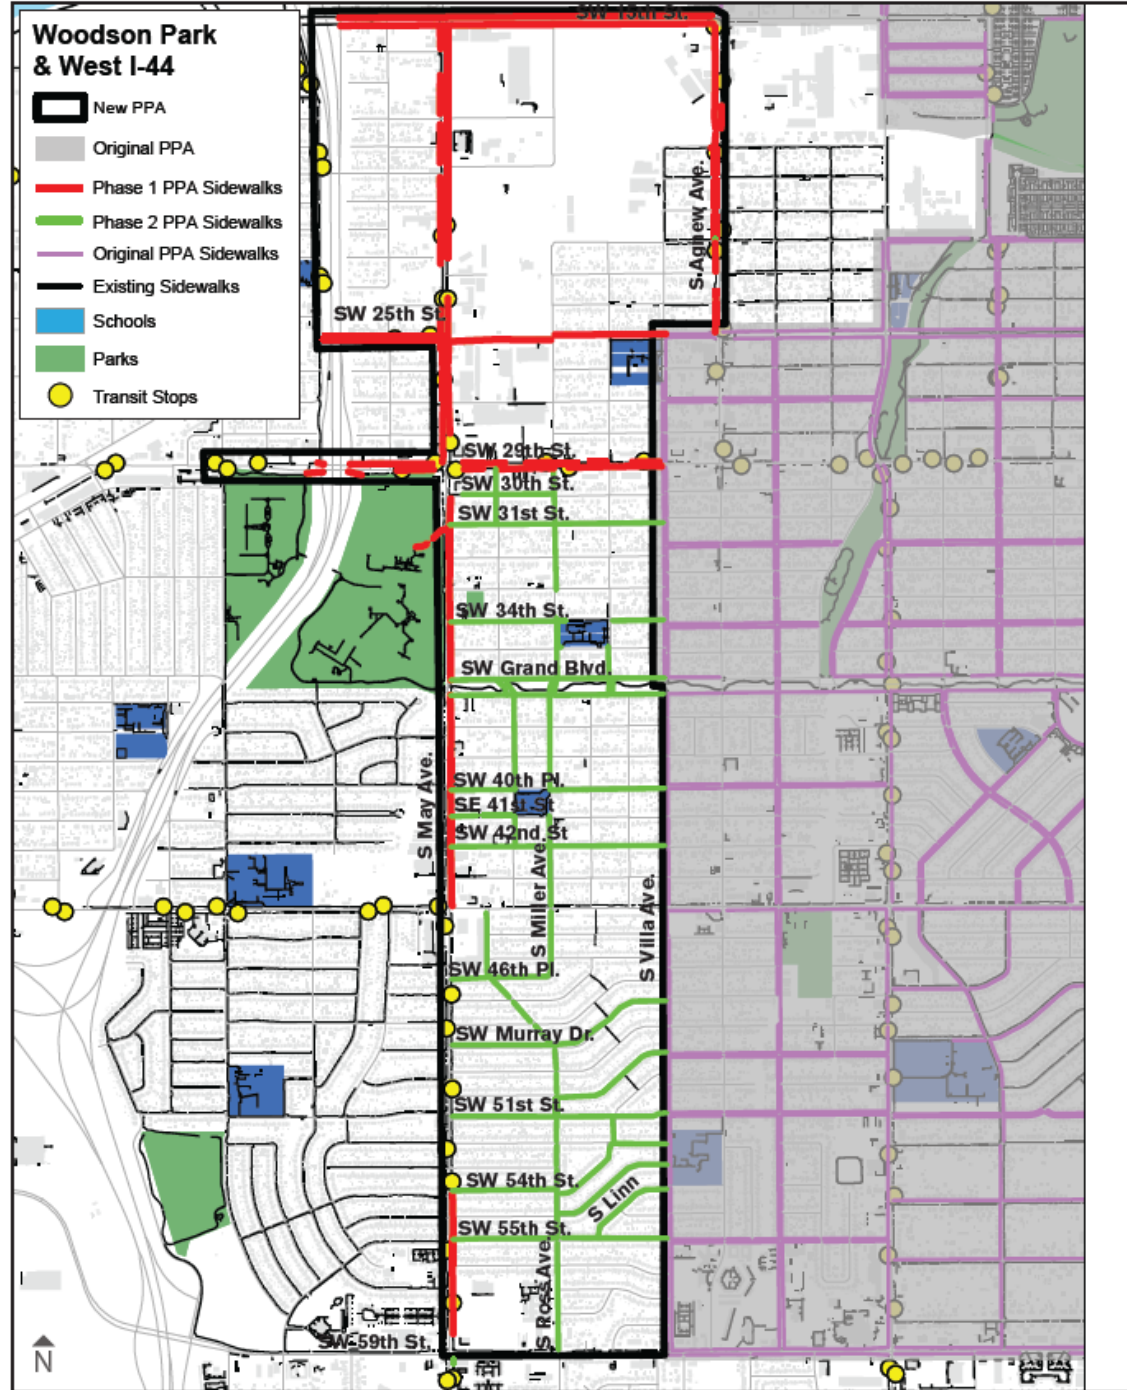 Woodson Park
& West I-44
New PPA
Original PPA
Phase 1 PPA Sidewalks
Phase 2 PPA Sidewalks
Original PPA Sidewalks
Existing Sidewalks
Schools
Parks
Transit Stops
SW 15th St.
S Agnew Ave.
SW 25th St.
SW 29th St.
SW 30th St.
SW 31st St.
SW 34th St.
SW Grand Blvd.
S May Ave.
SW 40th Pl.
SE 41st St
SW 42nd St
S Miller Ave.
S Villa Ave.
SW 46th Pl.
SW Murray Dr.
SW 51st St.
SW 54th St.
S Linn
SW 55th St.
S Ross Ave.
SW 59th St.
N